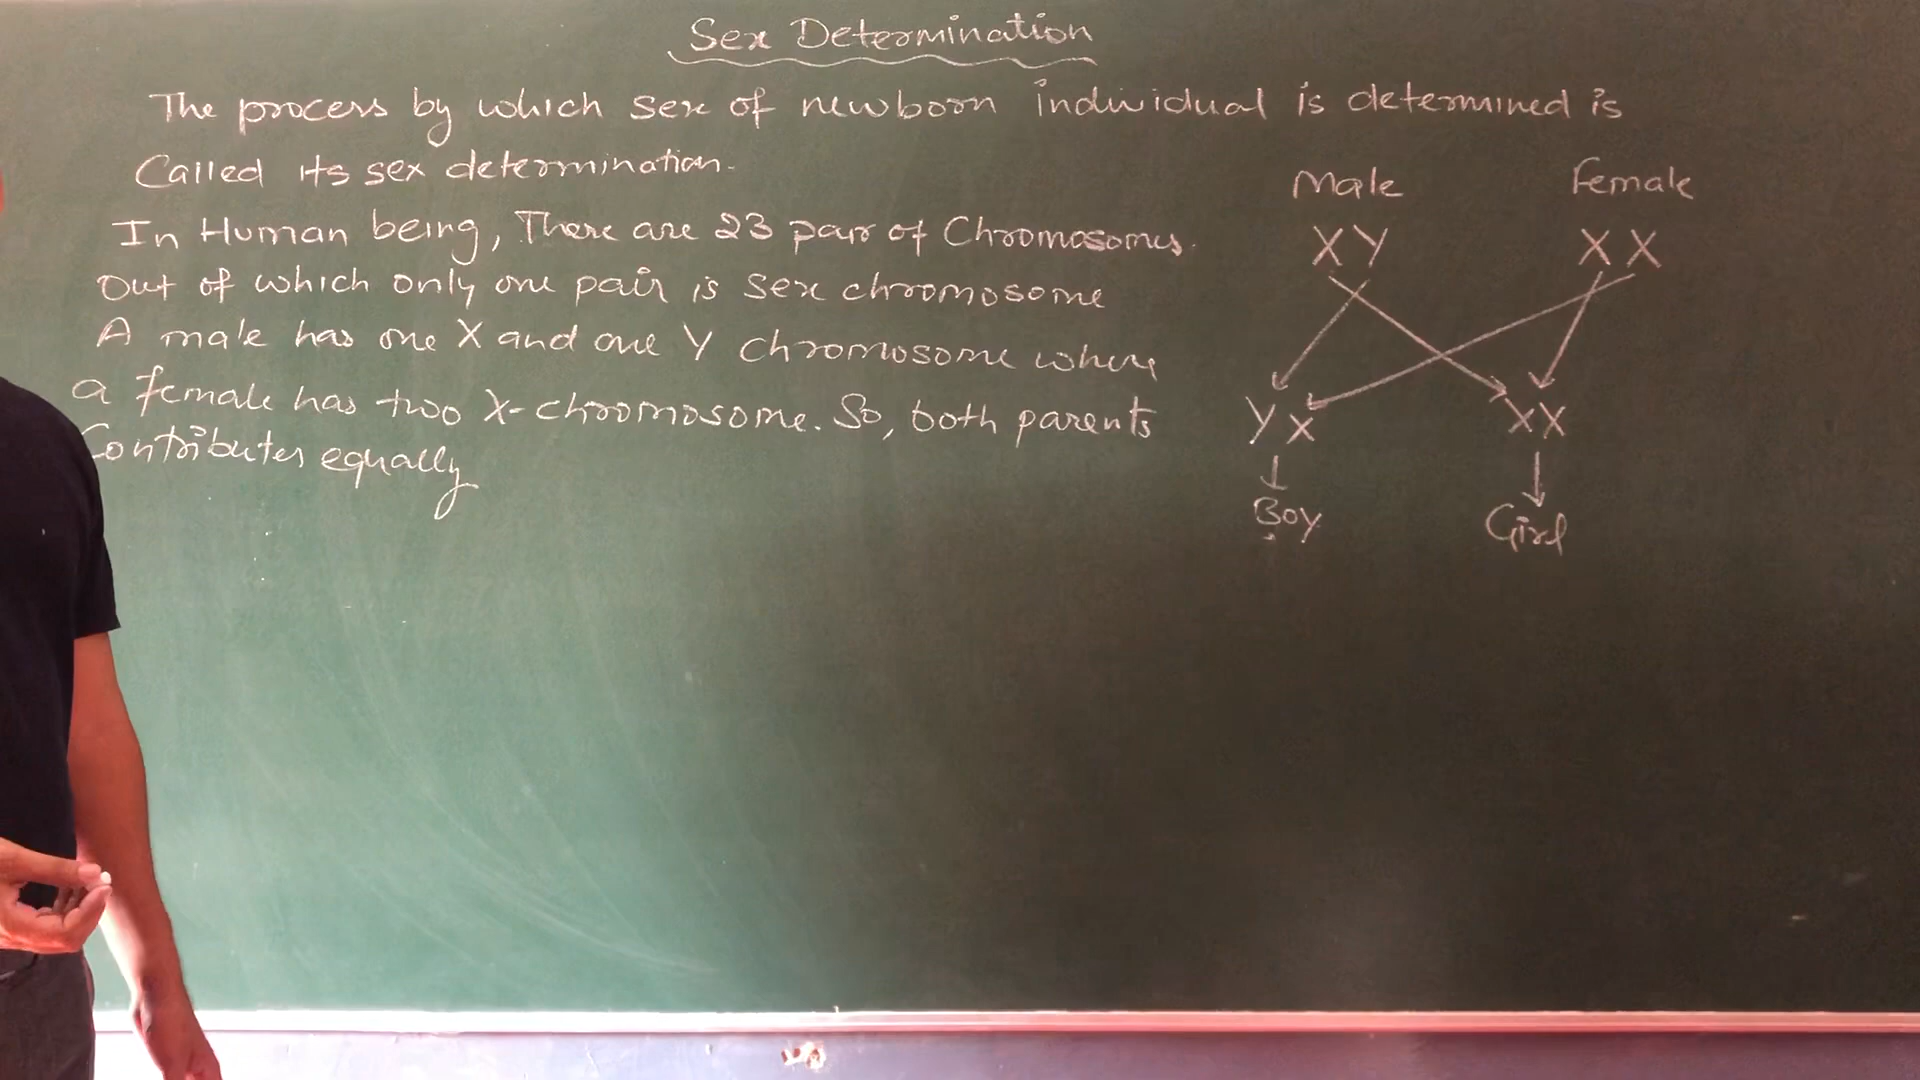 Sex Determination
The process by which sex of newborn individual is determined is
Called its sex determination.
In Human being, There are 23 pair of Chromosomes.
Out of which only one pair is sex chromosome
A male has one X and one Y chromosome where
a female has two X-chromosome. So, both parents
Contributes equally
Male Female
XY XX
YX XX
Boy Girl